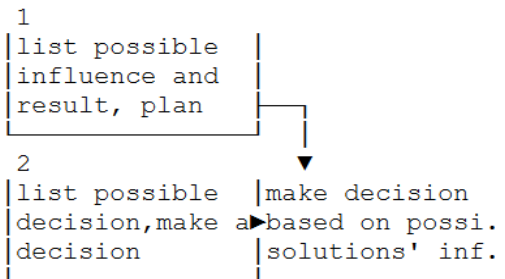 1
list possible
influence and
result, plan
2
list possible make decision
decision,make a based on possi.
decision solutions' inf.